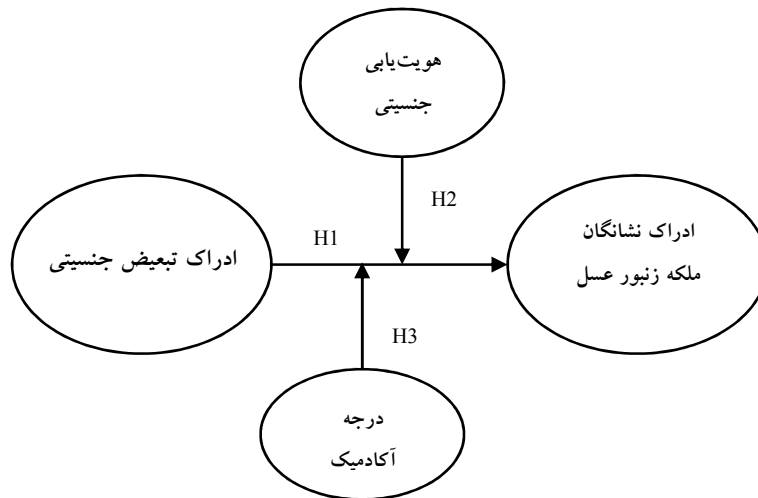 هویت‌یابی
جنسیتی
H2
ادراک تبعیض جنسیتی
H1
ادراک نشانگان
ملکه زنبور عسل
H3
درجه
آکادمیک